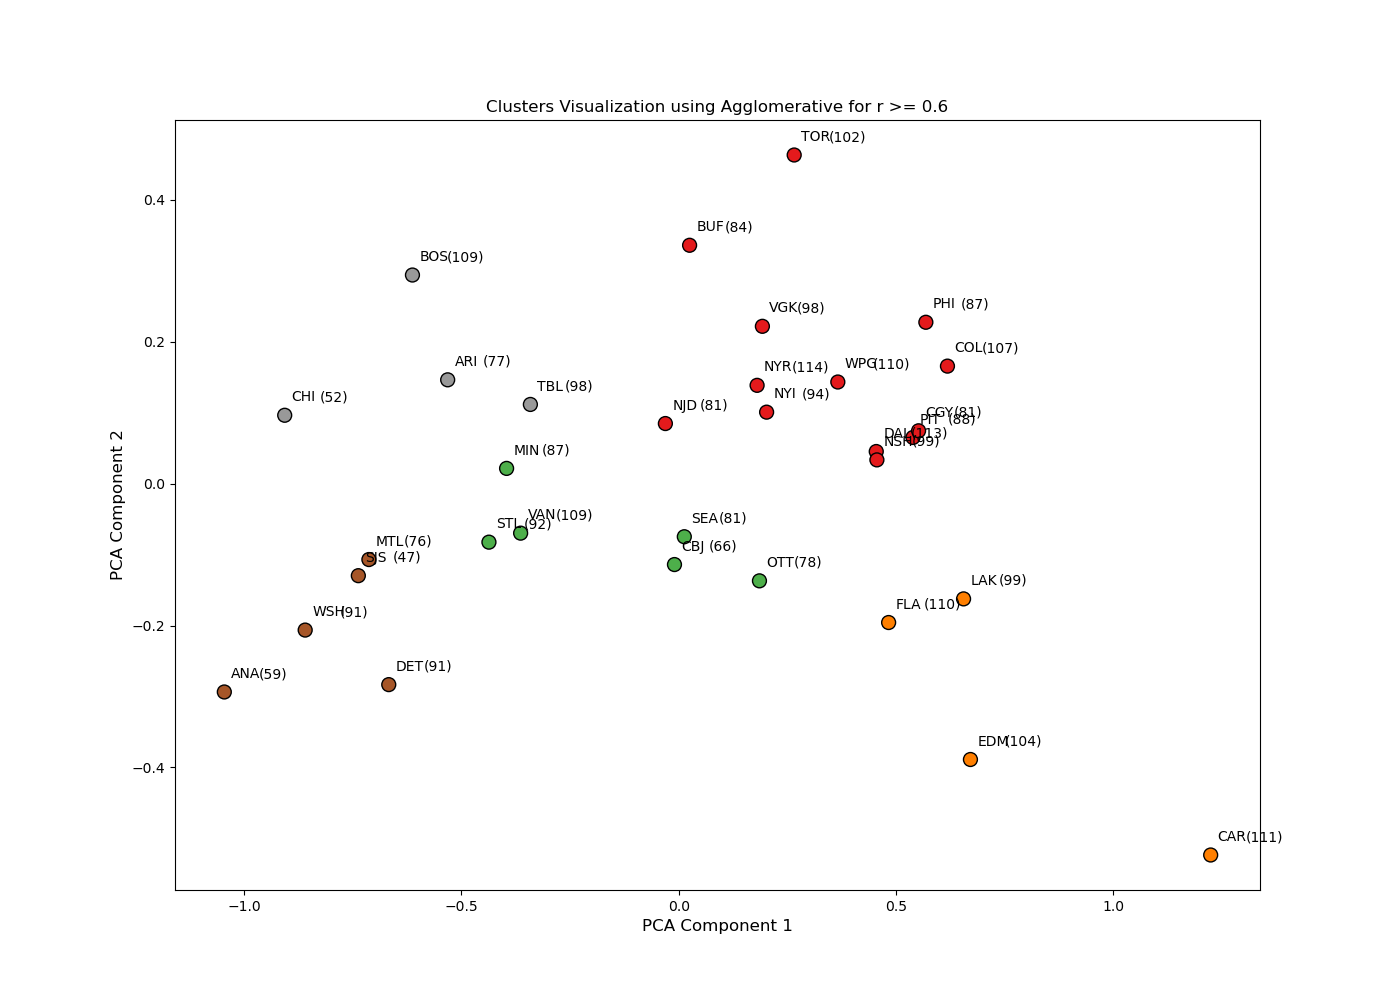 Clusters Visualization using Agglomerative for r >= 0.6
TOR(102)
0.4
BUF(84)
BOS(109)
VGK(98)
PHI (87)
0.2
COL(107)
ARI (77)
NYR(114)
WPG(110)
TBL(98)
CHI (52)
NYI (94)
NJD (81)
CGY(81)
PIT (88)
DAL(113)
NSH(99)
MIN (87)
0.0
VAN(109)
SEA(81)
STL(92)
MTL(76)
CBJ (66)
SJS (47)
OTT(78)
LAK (99)
FLA (110)
WSH(91)
−0.2
DET(91)
ANA(59)
EDM(104)
−0.4
CAR(111)
−1.0
−0.5
0.0
0.5
1.0
PCA Component 1
PCA Component 2